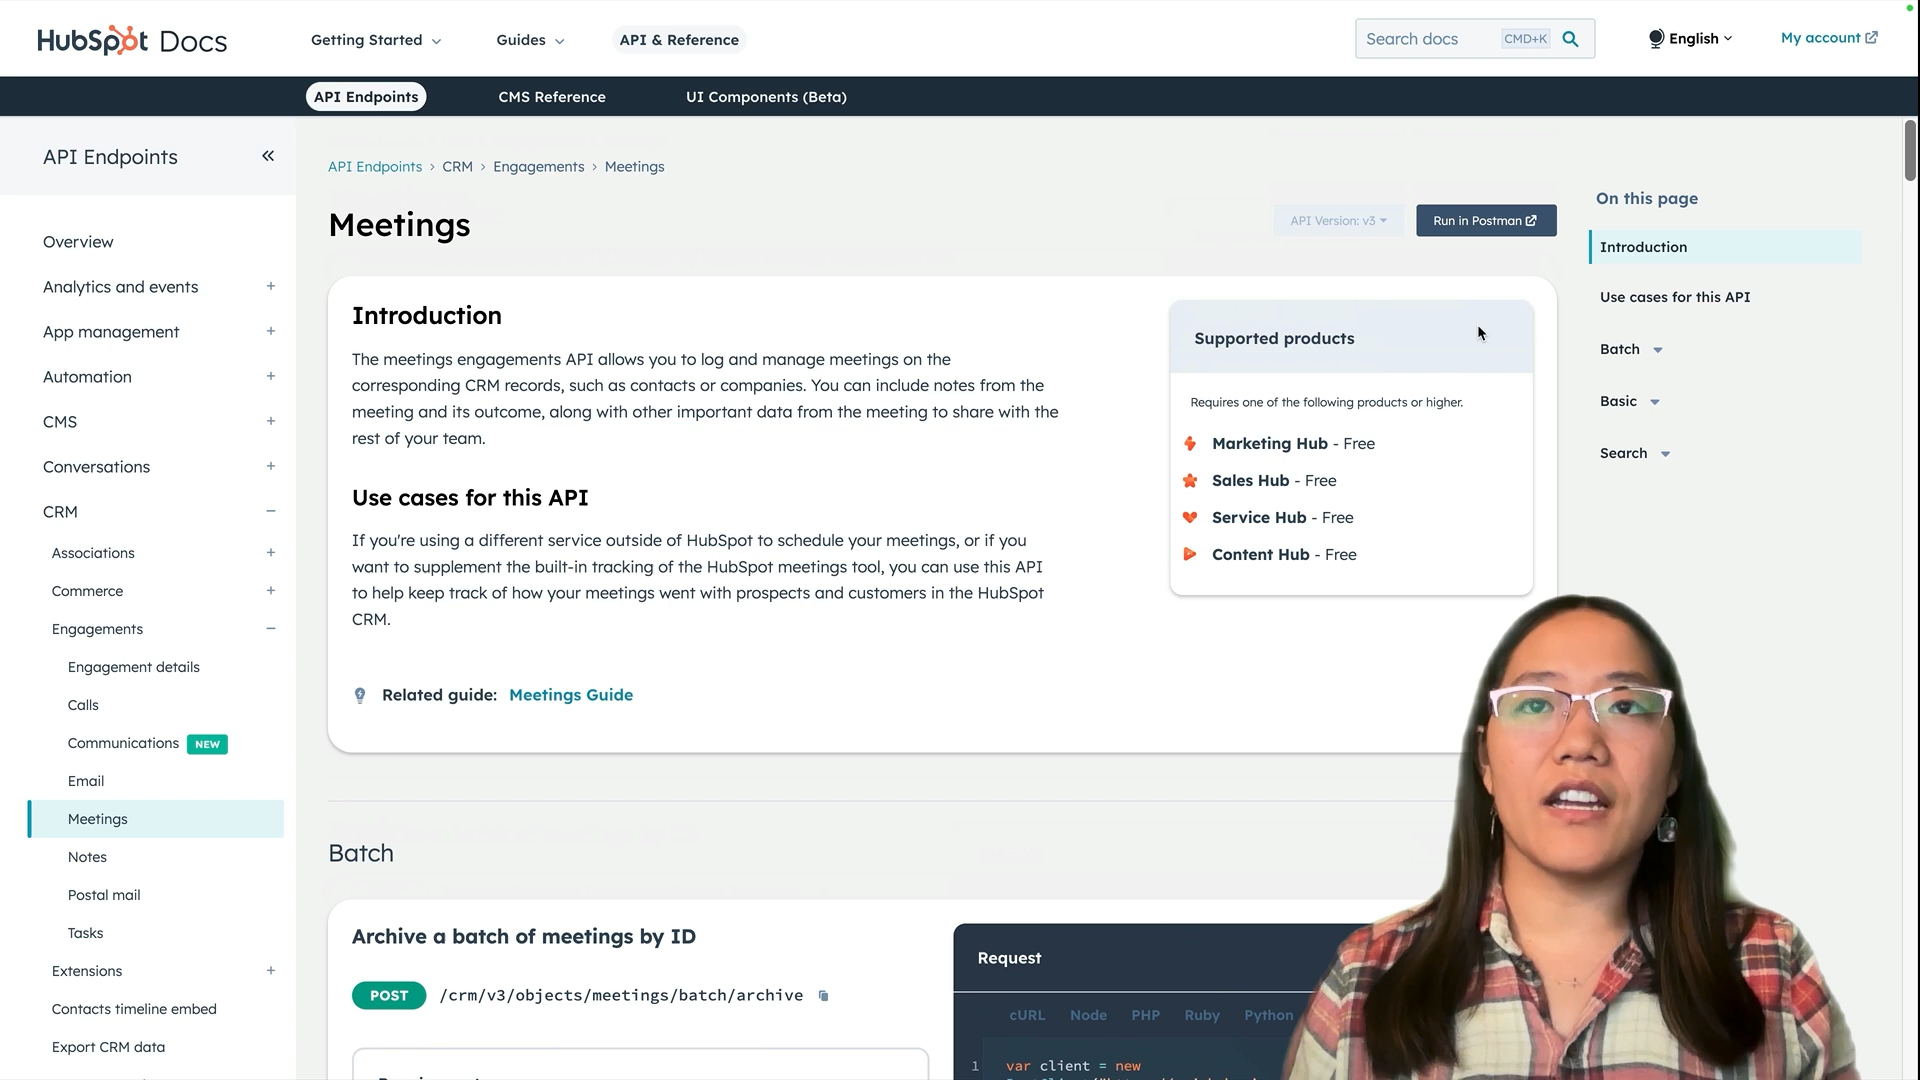 HubSpot Docs
Getting Started
Guides
API & Reference
Search docs
CMD+K
English
My account
API Endpoints
CMS Reference
UI Components (Beta)
API Endpoints
Overview
Analytics and events
App management
Automation
CMS
Conversations
CRM
Associations
Commerce
Engagements
Engagement details
Calls
Communications NEW
Email
Meetings
Notes
Postal mail
Tasks
Extensions
Contacts timeline embed
Export CRM data
API Endpoints > CRM > Engagements > Meetings
Meetings
API Version: v3
Run in Postman
Introduction
The meetings engagements API allows you to log and manage meetings on the
corresponding CRM records, such as contacts or companies. You can include notes from the
meeting and its outcome, along with other important data from the meeting to share with the
rest of your team.
Use cases for this API
If you're using a different service outside of HubSpot to schedule your meetings, or if you
want to supplement the built-in tracking of the HubSpot meetings tool, you can use this API
to help keep track of how your meetings went with prospects and customers in the HubSpot
CRM.
Related guide: Meetings Guide
Supported products
Requires one of the following products or higher.
Marketing Hub - Free
Sales Hub - Free
Service Hub - Free
Content Hub - Free
On this page
Introduction
Use cases for this API
Batch
Basic
Search
Batch
Archive a batch of meetings by ID
POST /crm/v3/objects/meetings/batch/archive
Request
cURL Node PHP Ruby Python
1 var client = new